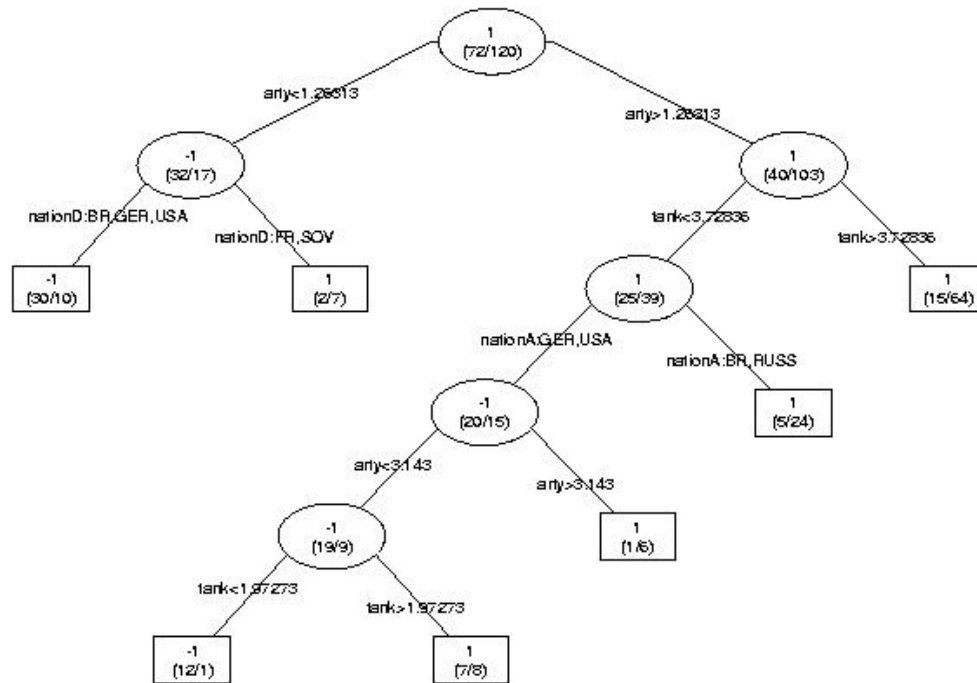 1
(72/120)
arty<1.26313
arty>1.26313
-1
(32/17)
1
(40/103)
nationD:BR,GER,USA
nationD:FR,SOV
tank<3.72836
tank>3.72836
-1
(30/10)
1
(2/7)
1
(25/39)
1
(15/64)
nationA:GER,USA
nationA:BR,RUSS
-1
(20/15)
1
(5/24)
arty<3.143
arty>3.143
-1
(19/9)
1
(1/6)
tank<1.97273
tank>1.97273
-1
(12/1)
1
(7/8)